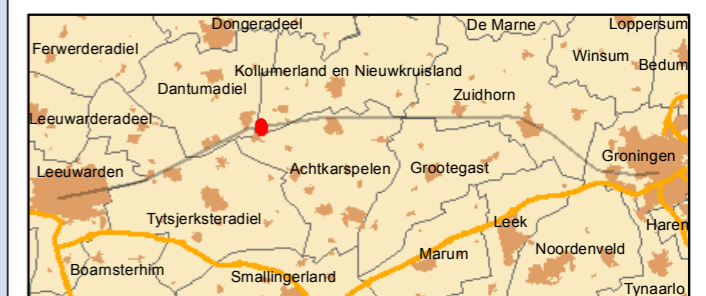 Dongeradeel
De Marne
Loppersum
Ferwerderadiel
Winsum
Bedum
Kollumerland en Nieuwkruisland
Dantumadiel
Zuidhorn
Leeuwarderadeel
Groningen
Leeuwarden
Achtkarspelen
Grootegast
Tytsjerksteradiel
Leek
Haren
Marum
Noordenveld
Boarnsterhim
Smallingerland
Tynaarlo